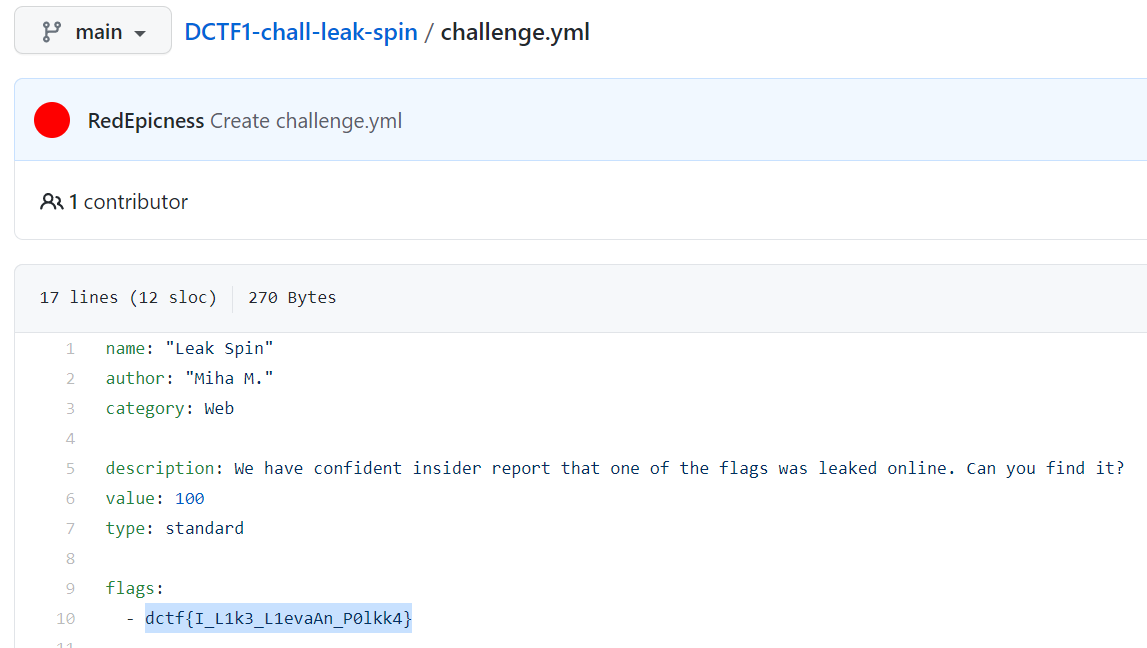 main
DCTF1-chall-leak-spin / challenge.yml
RedEpicness Create challenge.yml
1 contributor
17 lines (12 sloc) 270 Bytes
1 name: "Leak Spin"
2 author: "Miha M."
3 category: Web
4
5 description: We have confident insider report that one of the flags was leaked online. Can you find it?
6 value: 100
7 type: standard
8
9 flags:
10 - dctf{I_L1k3_L1evaAn_P0lkk4}
11